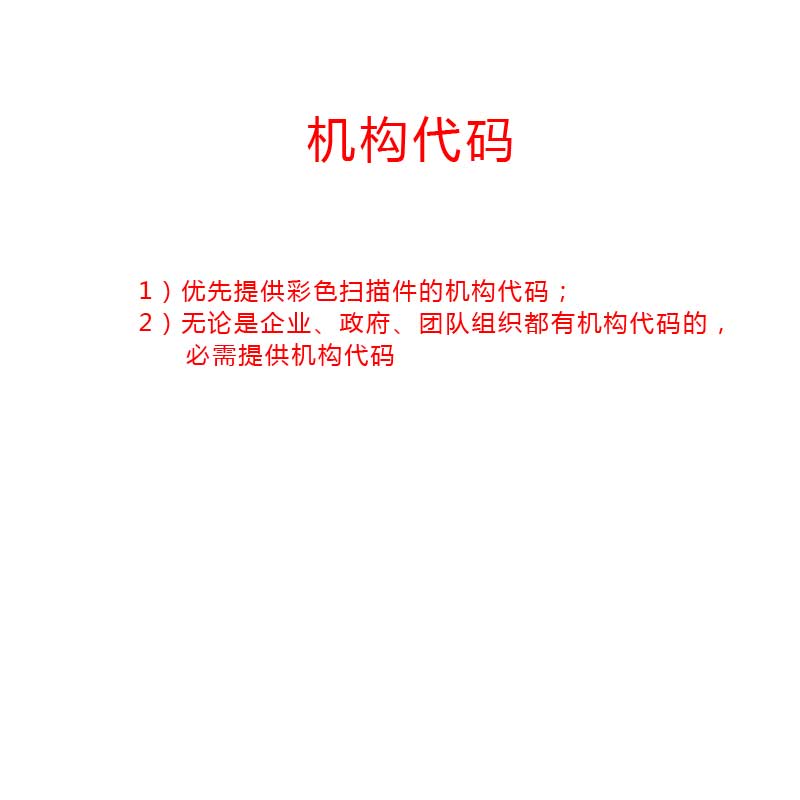 机构代码
1）优先提供彩色扫描件的机构代码；
2）无论是企业、政府、团队组织都有机构代码的，
必需提供机构代码